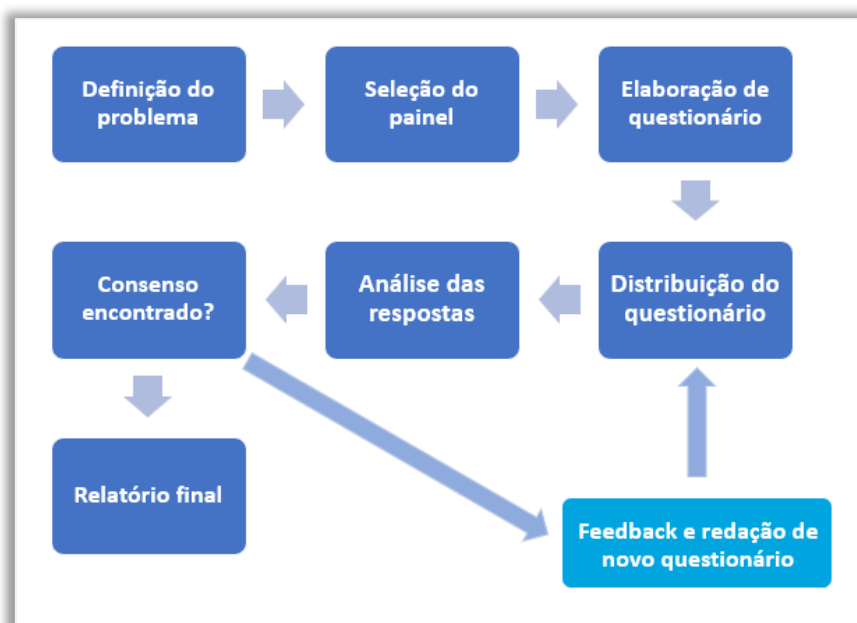 Definição do
problema
Seleção do
painel
Elaboração de
questionário
Distribuição do
questionário
Análise das
respostas
Consenso
encontrado?
Relatório final
Feedback e redação de
novo questionário